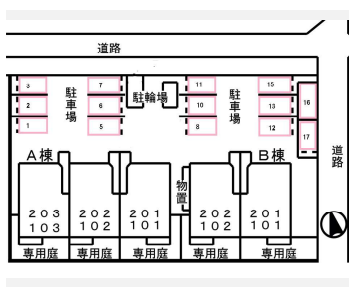 道路
3 7 11 15
2 6 10 13
1 5 8 12
16
17
駐車場
駐輪場
駐車場
道路
A棟 B棟
物置
203 202 201 202 201
103 102 101 102 101
専用庭 専用庭 専用庭 専用庭 専用庭